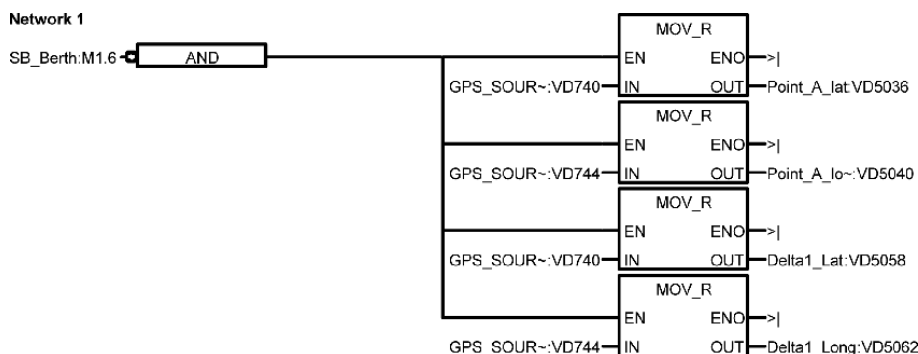 Network 1
MOV_R
SB_Berth:M1.6 AND EN ENO >|
GPS_SOUR~:VD740 IN OUT Point_A_lat:VD5036
MOV_R
EN ENO >|
GPS_SOUR~:VD744 IN OUT Point_A_lo~:VD5040
MOV_R
EN ENO >|
GPS_SOUR~:VD740 IN OUT Delta1_Lat:VD5058
MOV_R
EN ENO >|
GPS_SOUR~:VD744 IN OUT Delta1_Long:VD5062